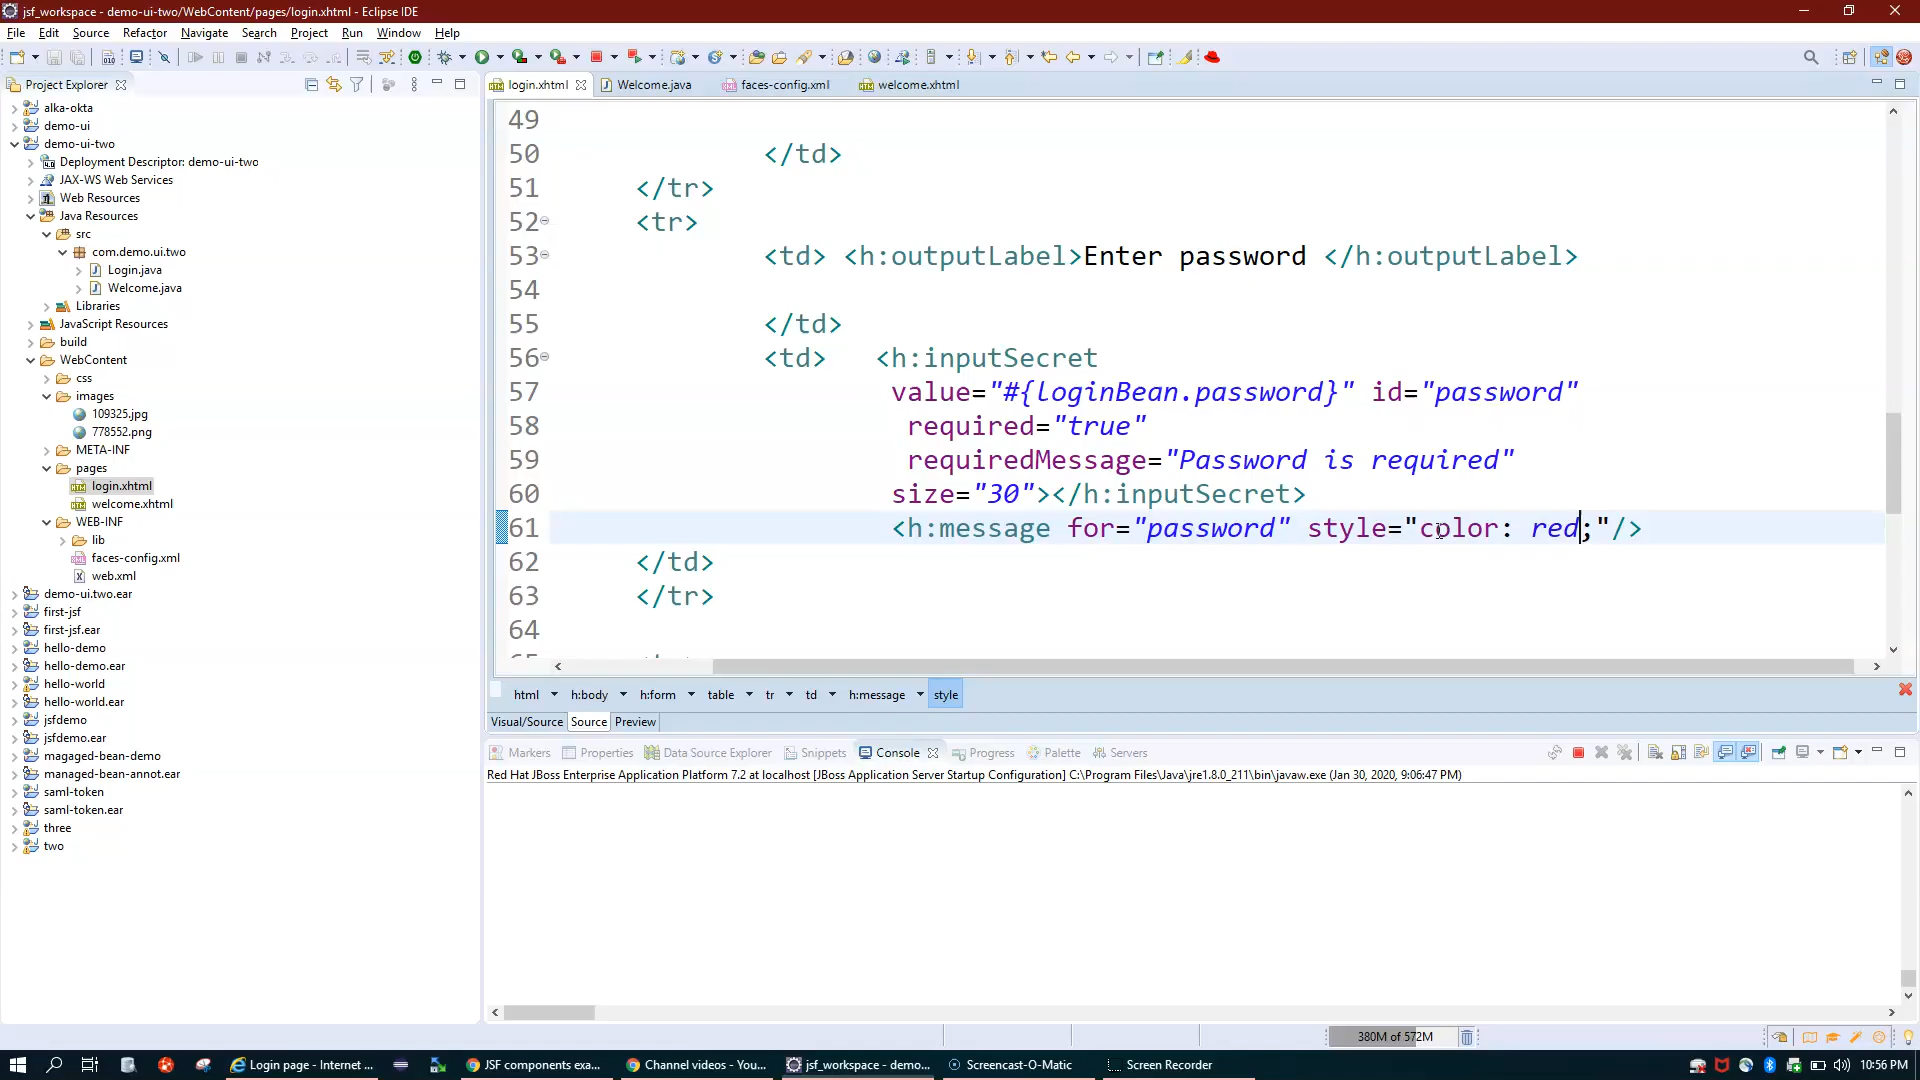 jsf_workspace - demo-ui-two/WebContent/pages/login.xhtml - Eclipse IDE
File Edit Source Refactor Navigate Search Project Run Window Help
Project Explorer
login.xhtml Welcome.java faces-config.xml welcome.xhtml
alka-okta
demo-ui
demo-ui-two
Deployment Descriptor: demo-ui-two
JAX-WS Web Services
Web Resources
Java Resources
src
com.demo.ui.two
Login.java
Welcome.java
Libraries
JavaScript Resources
build
WebContent
css
images
109325.jpg
778552.png
META-INF
pages
login.xhtml
welcome.xhtml
WEB-INF
lib
faces-config.xml
web.xml
demo-ui.two.ear
first-jsf
first-jsf.ear
hello-demo
hello-demo.ear
hello-world
hello-world.ear
jsfdemo
jsfdemo.ear
magaged-bean-demo
managed-bean-annot.ear
saml-token
saml-token.ear
three
two
49
50 </td>
51 </tr>
52 <tr>
53 <td> <h:outputLabel>Enter password </h:outputLabel>
54
55 </td>
56 <td> <h:inputSecret
57 value="#{loginBean.password}" id="password"
58 required="true"
59 requiredMessage="Password is required"
60 size="30"></h:inputSecret>
61 <h:message for="password" style="color: red;"/>
62 </td>
63 </tr>
64
html h:body h:form table tr td h:message style
Visual/Source Source Preview
Markers Properties Data Source Explorer Snippets Console Progress Palette Servers
Red Hat JBoss Enterprise Application Platform 7.2 at localhost [JBoss Application Server Startup Configuration] C:\Program Files\Java\jre1.8.0_211\bin\javaw.exe (Jan 30, 2020, 9:06:47 PM)
380M of 572M
Login page - Internet ... JSF components exa... Channel videos - You... jsf_workspace - demo... Screencast-O-Matic Screen Recorder 10:56 PM